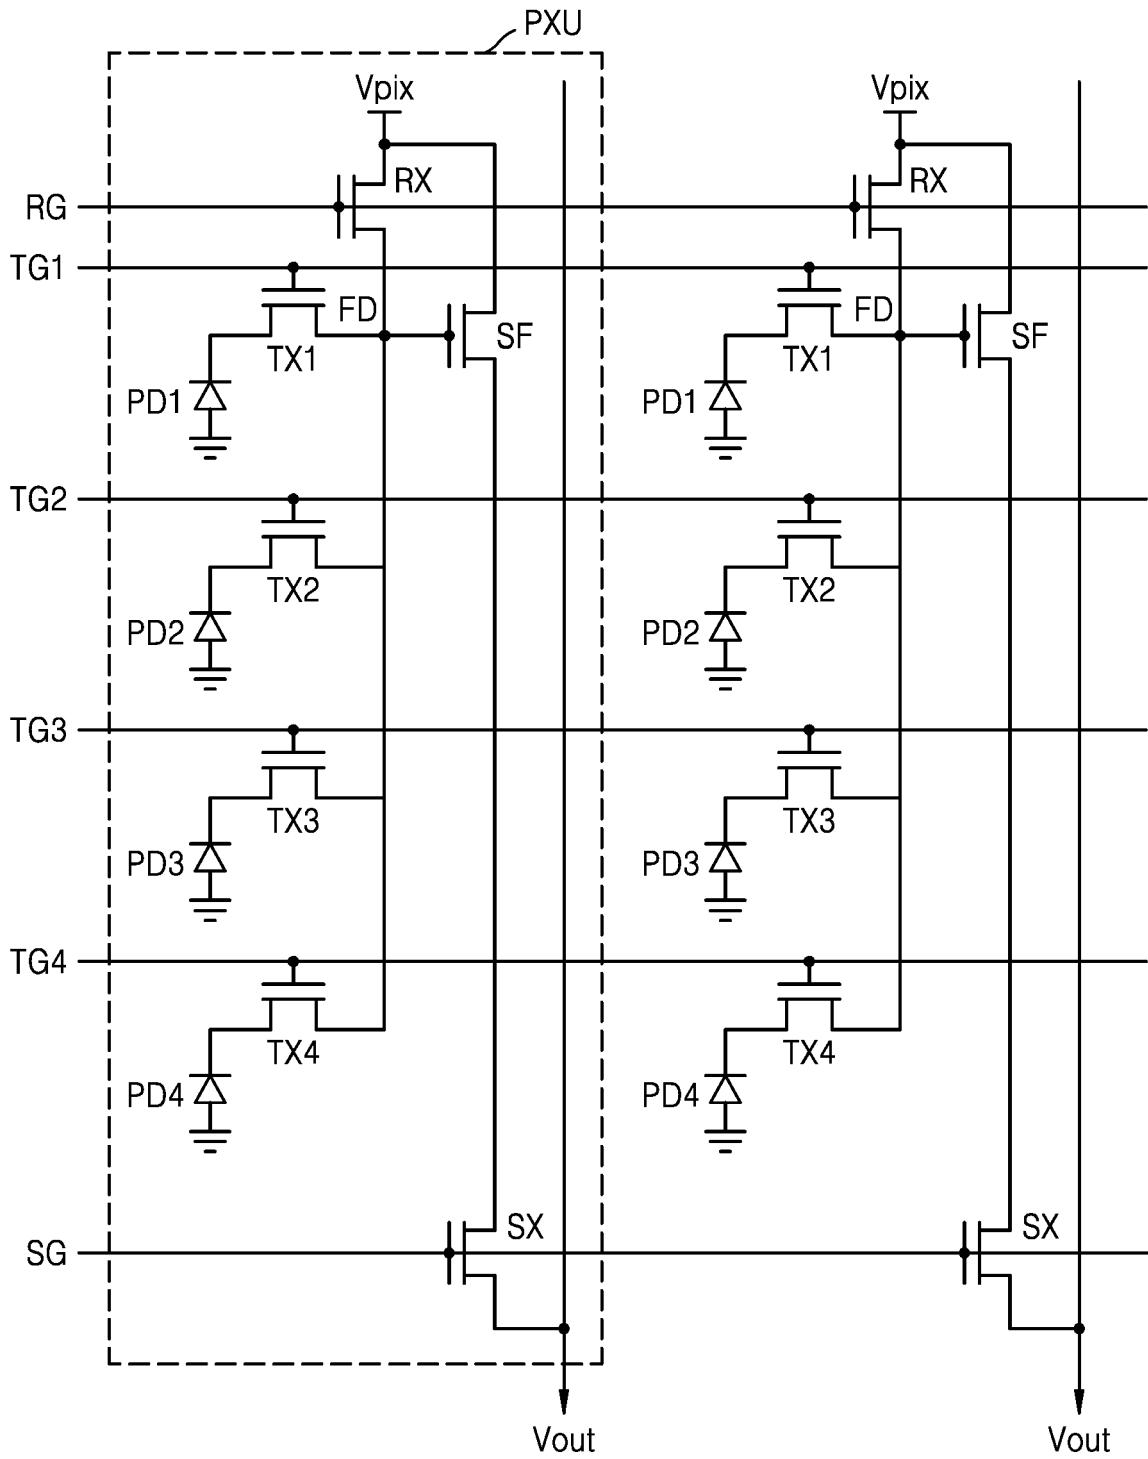 PXU
Vpix Vpix
RX RX
RG
TG1
FD FD
SF SF
TX1 TX1
PD1 PD1
TG2
TX2 TX2
PD2 PD2
TG3
TX3 TX3
PD3 PD3
TG4
TX4 TX4
PD4 PD4
SX SX
SG
Vout Vout